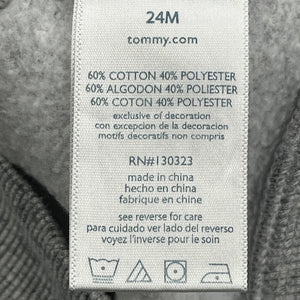 24M
tommy.com
60% COTTON 40% POLYESTER
60% ALGODON 40% POLIESTER
60% COTON 40% POLYESTER
exclusive of decoration
con excepcion de la decoracion
motifs decoratifs non compris
RN#130323
made in china
hecho en china
fabrique en china
see reverse for care
para cuidado ver lado del reverso
voyez l'inverse pour le soin